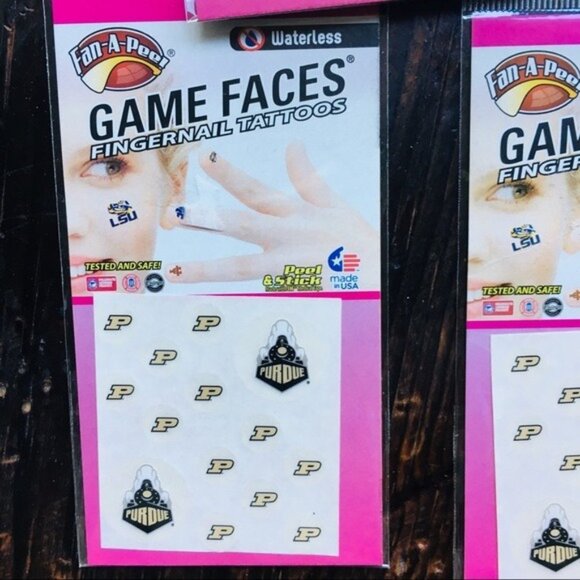 Fan-A-Peel®
Waterless
GAME FACES®
FINGERNAIL TATTOOS
LSU
TESTED AND SAFE!
Peel
& Stick
made
in USA
P
P
P
PURDUE
P
P
P
P
P
P
P
PURDUE
P
P
P
Fan-A-Peel
GAM
FINGER
LSU
TESTED AND SAFE!
P
P
P
P
P
PURDUE